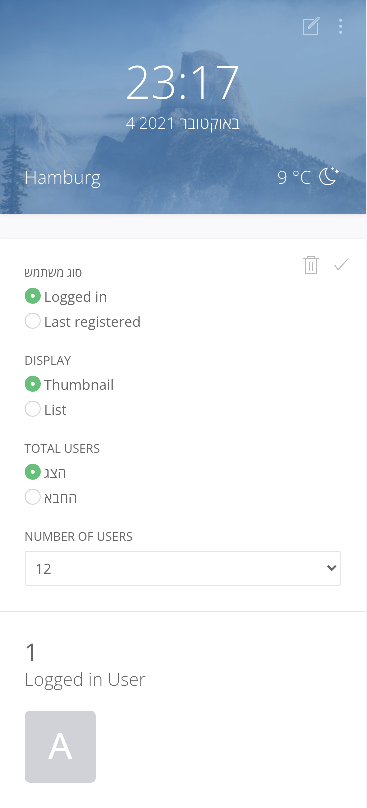 23:17
4 באוקטובר 2021
Hamburg
9 °C
סוג משתמש
Logged in
Last registered
DISPLAY
Thumbnail
List
TOTAL USERS
הצג
החבא
NUMBER OF USERS
12
1
Logged in User
A